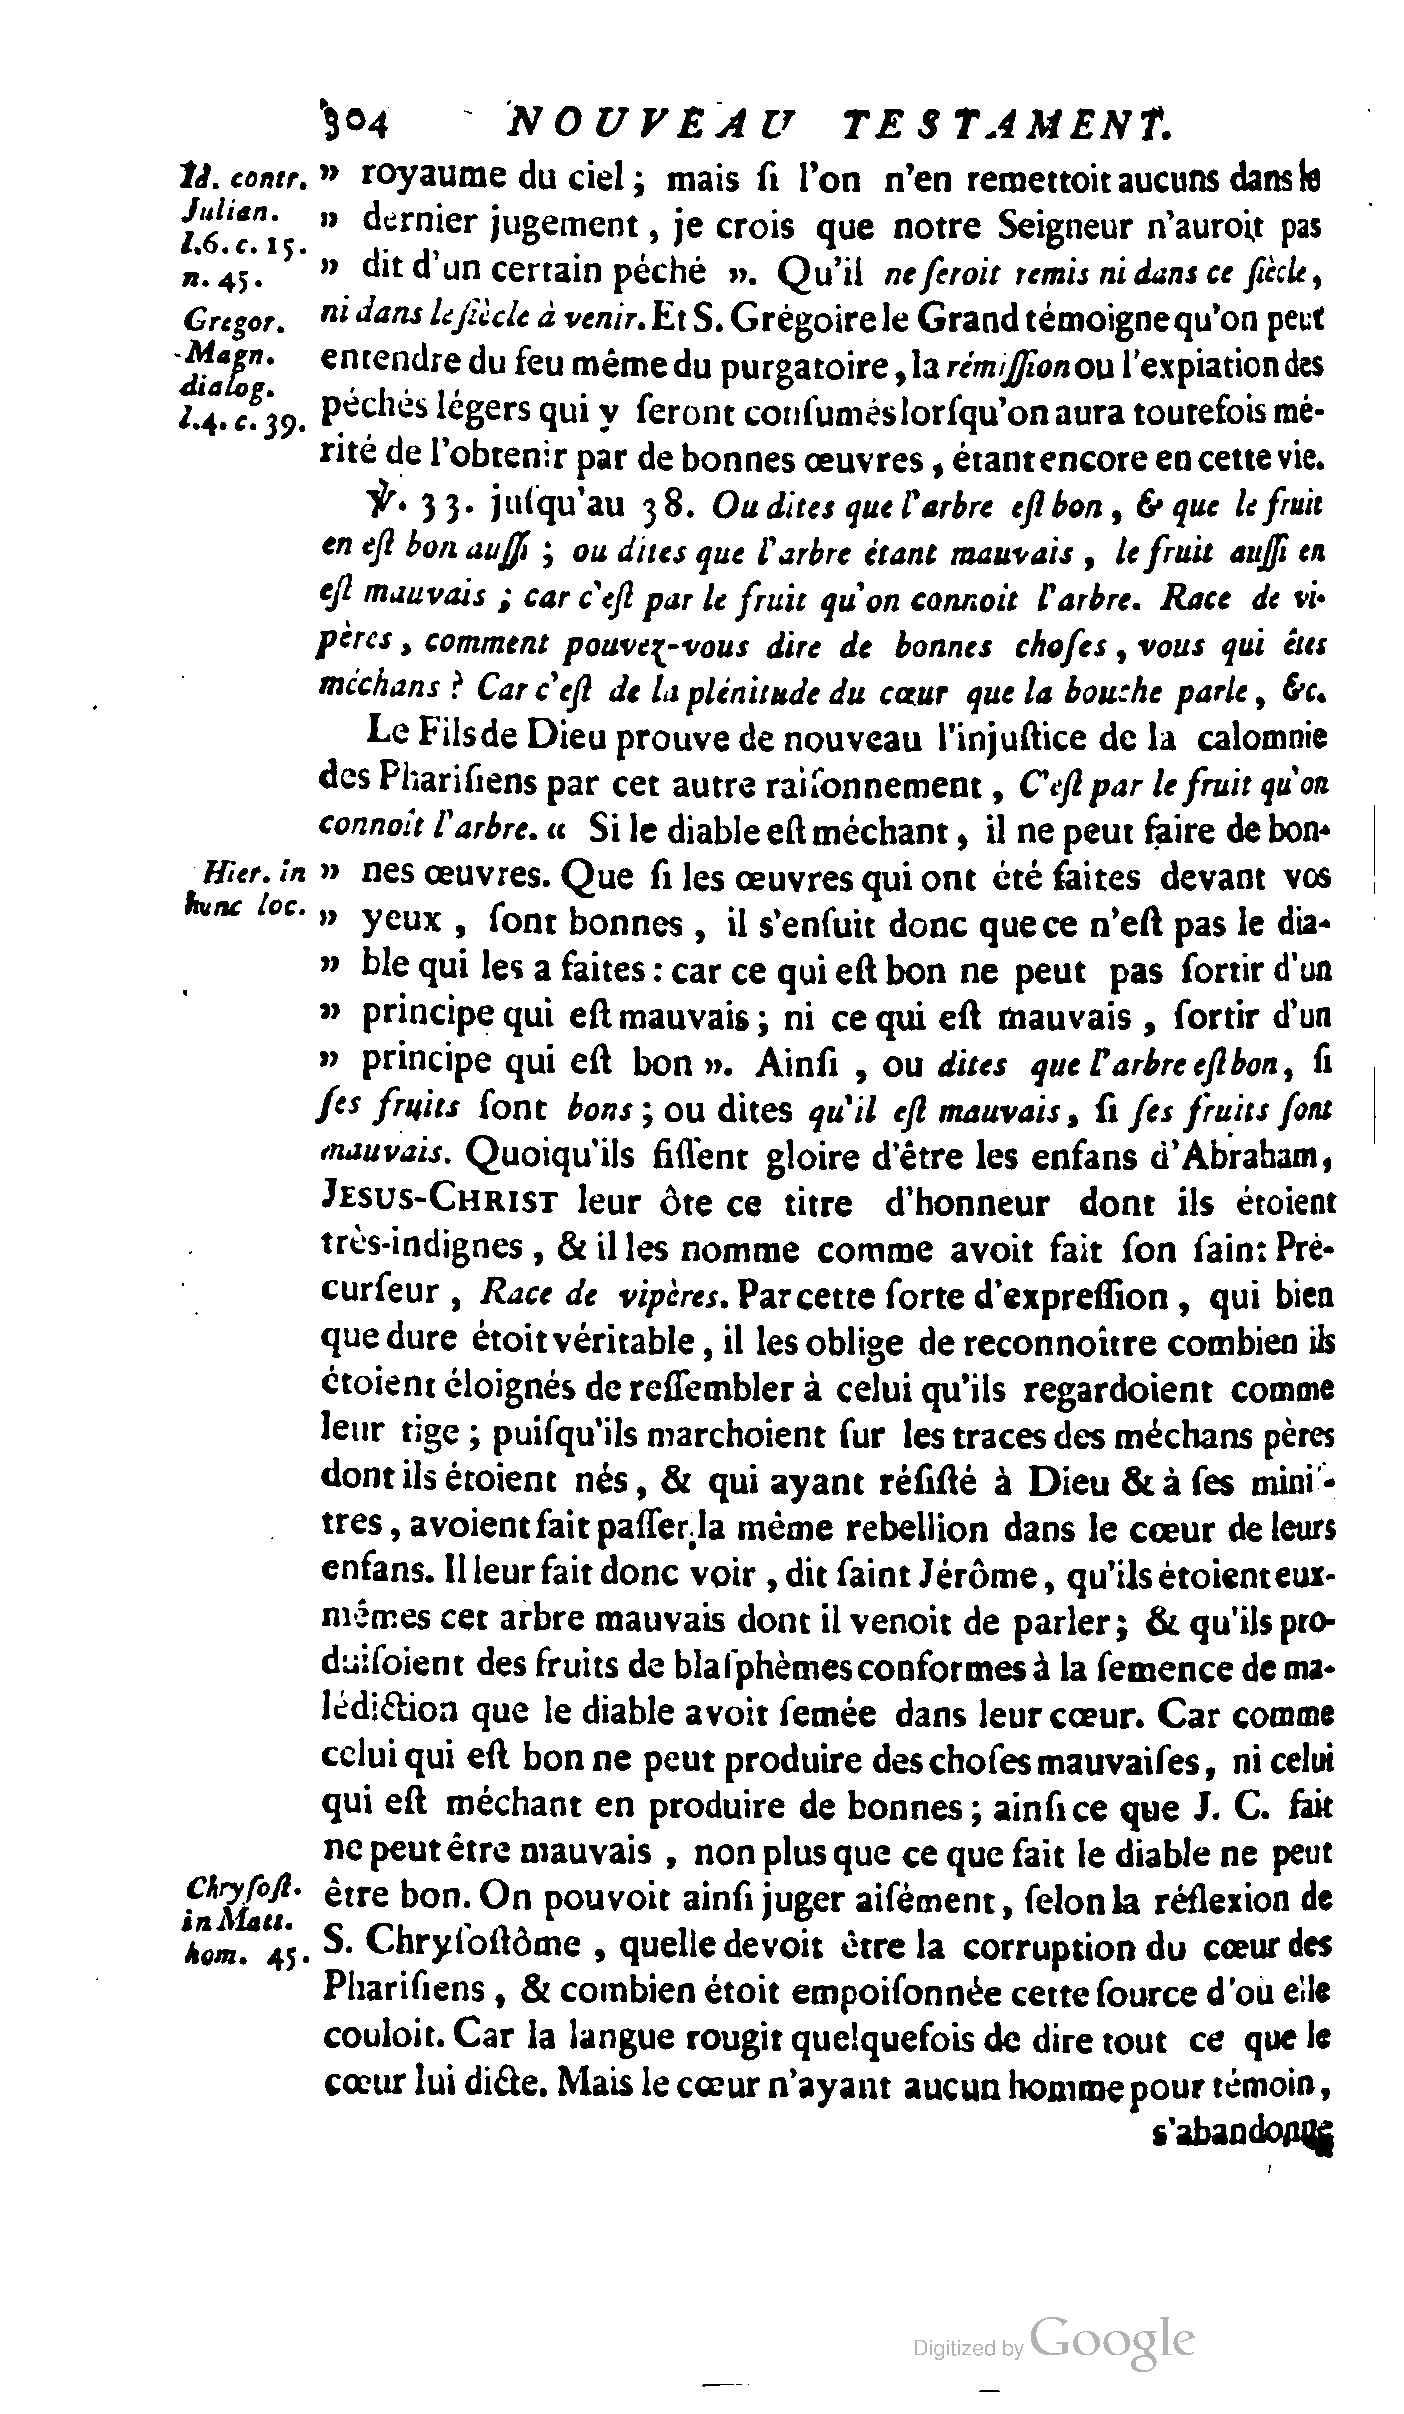 304 NOUVEAU TESTAMENT.
Id. contr. » royaume du ciel ; mais ſi l'on n'en remettoit aucuns dans le
Julian. » dernier jugement, je crois que notre Seigneur n'auroit pas
l.6. c. 15.
n. 45. » dit d'un certain péché ». Qu'il ne ſeroit remis ni dans ce ſiècle,
Gregor. ni dans le ſiècle à venir. Et S. Grégoire le Grand témoigne qu'on peut
Magn. entendre du feu même du purgatoire, la rémiſſion ou l'expiation des
dialog.
l.4. c. 39. péchés légers qui y ſeront conſumés lorſqu'on aura toutefois mé-
rité de l'obtenir par de bonnes œuvres, étant encore en cette vie.
℣. 33. juſqu'au 38. Ou dites que l'arbre eſt bon, & que le fruit
en eſt bon auſſi ; ou dites que l'arbre étant mauvais, le fruit auſſi en
eſt mauvais ; car c'eſt par le fruit qu'on connoit l'arbre. Race de vi-
pères, comment pouvez-vous dire de bonnes choſes, vous qui êtes
méchans ? Car c'eſt de la plénitude du cœur que la bouche parle, &c.
Le Fils de Dieu prouve de nouveau l'injuſtice de la calomnie
des Phariſiens par cet autre raiſonnement, C'eſt par le fruit qu'on
connoît l'arbre. « Si le diable eſt méchant, il ne peut faire de bon-
Hier. in » nes œuvres. Que ſi les œuvres qui ont été faites devant vos
hunc loc. » yeux, ſont bonnes, il s'enſuit donc que ce n'eſt pas le dia-
» ble qui les a faites : car ce qui eſt bon ne peut pas ſortir d'un
» principe qui eſt mauvais ; ni ce qui eſt mauvais, ſortir d'un
» principe qui eſt bon ». Ainſi, ou dites que l'arbre eſt bon, ſi
ſes fruits ſont bons ; ou dites qu'il eſt mauvais, ſi ſes fruits ſont
mauvais. Quoiqu'ils fiſſent gloire d'être les enfans d'Abraham,
JESUS-CHRIST leur ôte ce titre d'honneur dont ils étoient
très-indignes, & il les nomme comme avoit fait ſon ſaint Pré-
curſeur, Race de vipères. Par cette ſorte d'expreſſion, qui bien
que dure étoit véritable, il les oblige de reconnoître combien ils
étoient éloignés de reſſembler à celui qu'ils regardoient comme
leur tige ; puiſqu'ils marchoient ſur les traces des méchans pères
dont ils étoient nés, & qui ayant réſiſté à Dieu & à ſes miniſ-
tres, avoient fait paſſer la même rebellion dans le cœur de leurs
enfans. Il leur fait donc voir, dit ſaint Jérôme, qu'ils étoient eux-
mêmes cet arbre mauvais dont il venoit de parler ; & qu'ils pro-
duiſoient des fruits de blaſphèmes conformes à la ſemence de ma-
lédiction que le diable avoit ſemée dans leur cœur. Car comme
celui qui eſt bon ne peut produire des choſes mauvaiſes, ni celui
qui eſt méchant en produire de bonnes ; ainſi ce que J. C. fait
ne peut être mauvais, non plus que ce que fait le diable ne peut
Chryſoſt. être bon. On pouvoit ainſi juger aiſément, ſelon la réflexion de
in Matt.
hom. 45. S. Chryſoſtôme, quelle devoit être la corruption du cœur des
Phariſiens, & combien étoit empoiſonnée cette ſource d'où elle
couloit. Car la langue rougit quelquefois de dire tout ce que le
cœur lui dicte. Mais le cœur n'ayant aucun homme pour témoin,
s'abandonne
Digitized by Google